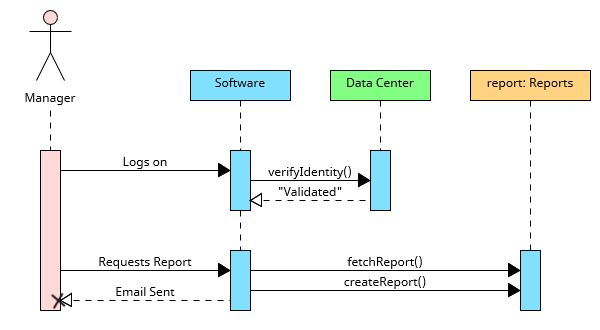 Manager
Software
Data Center
report: Reports
Logs on
verifyIdentity()
"Validated"
Requests Report
fetchReport()
createReport()
Email Sent